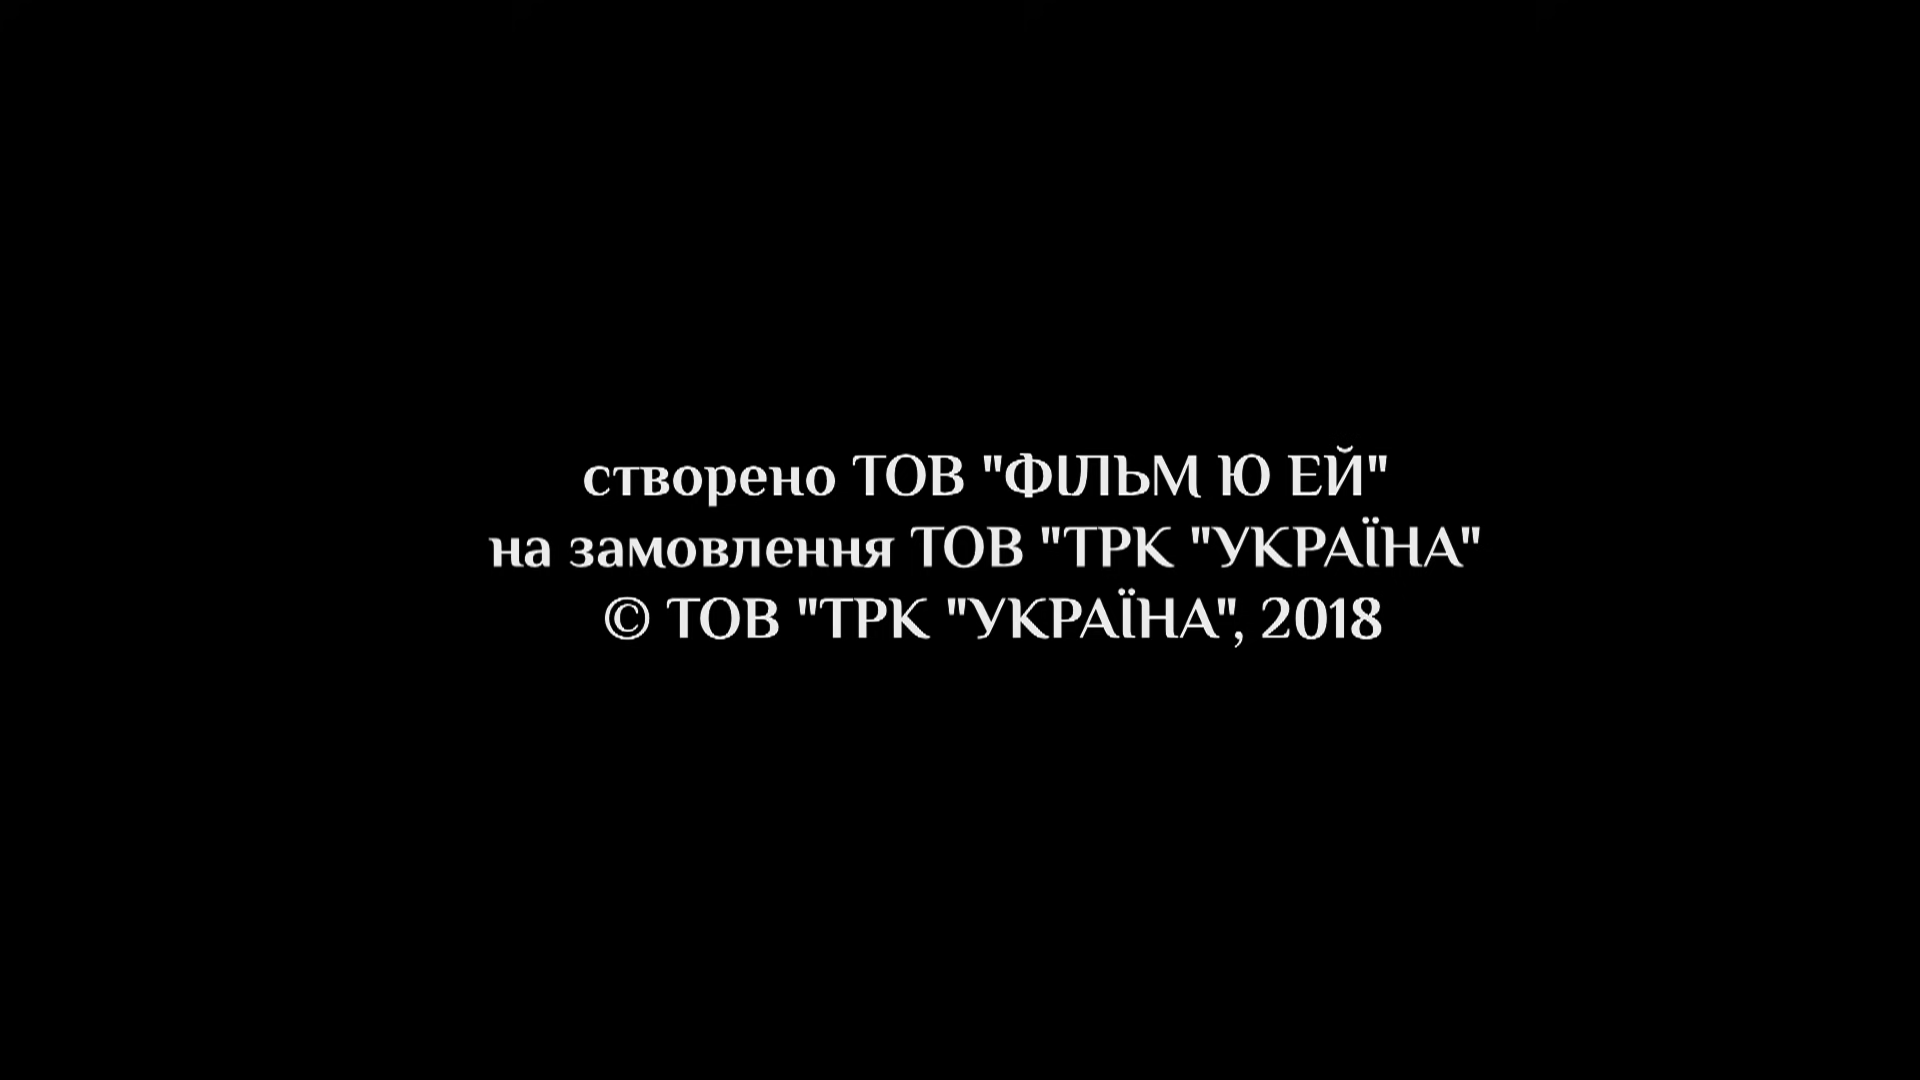 створено ТОВ "ФІЛЬМ Ю ЕЙ"
на замовлення ТОВ "ТРК "УКРАЇНА"
© ТОВ "ТРК "УКРАЇНА", 2018